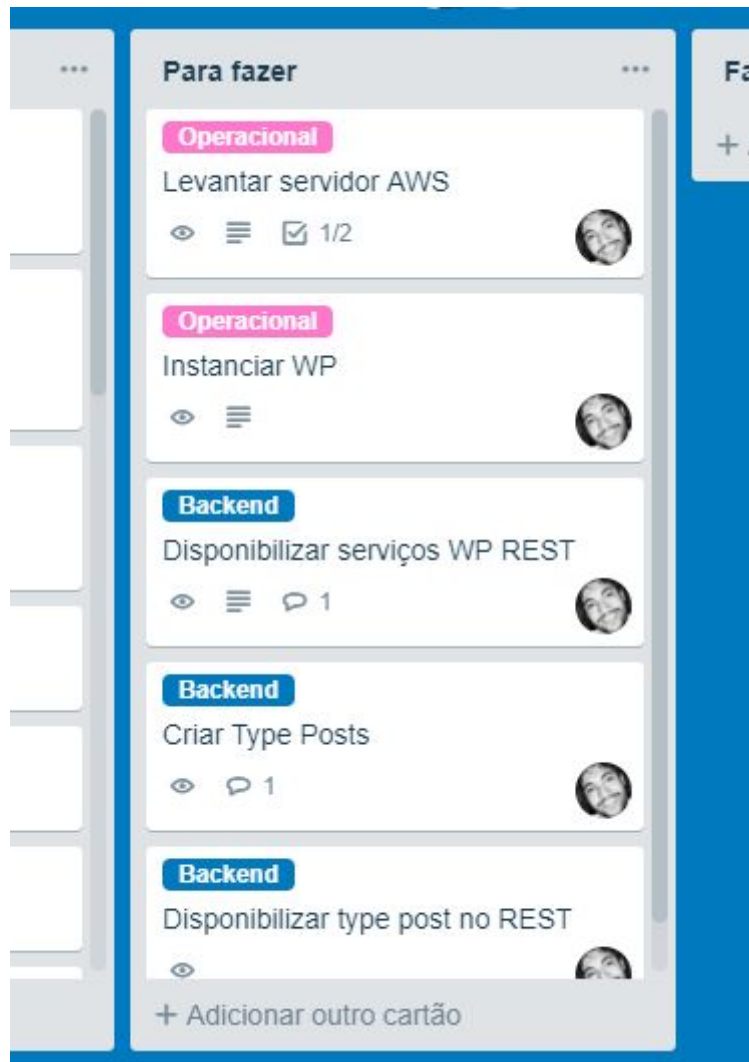 Para fazer
Operacional
Levantar servidor AWS
1/2
Operacional
Instanciar WP
Backend
Disponibilizar serviços WP REST
1
Backend
Criar Type Posts
1
Backend
Disponibilizar type post no REST
+ Adicionar outro cartão
Fa
+